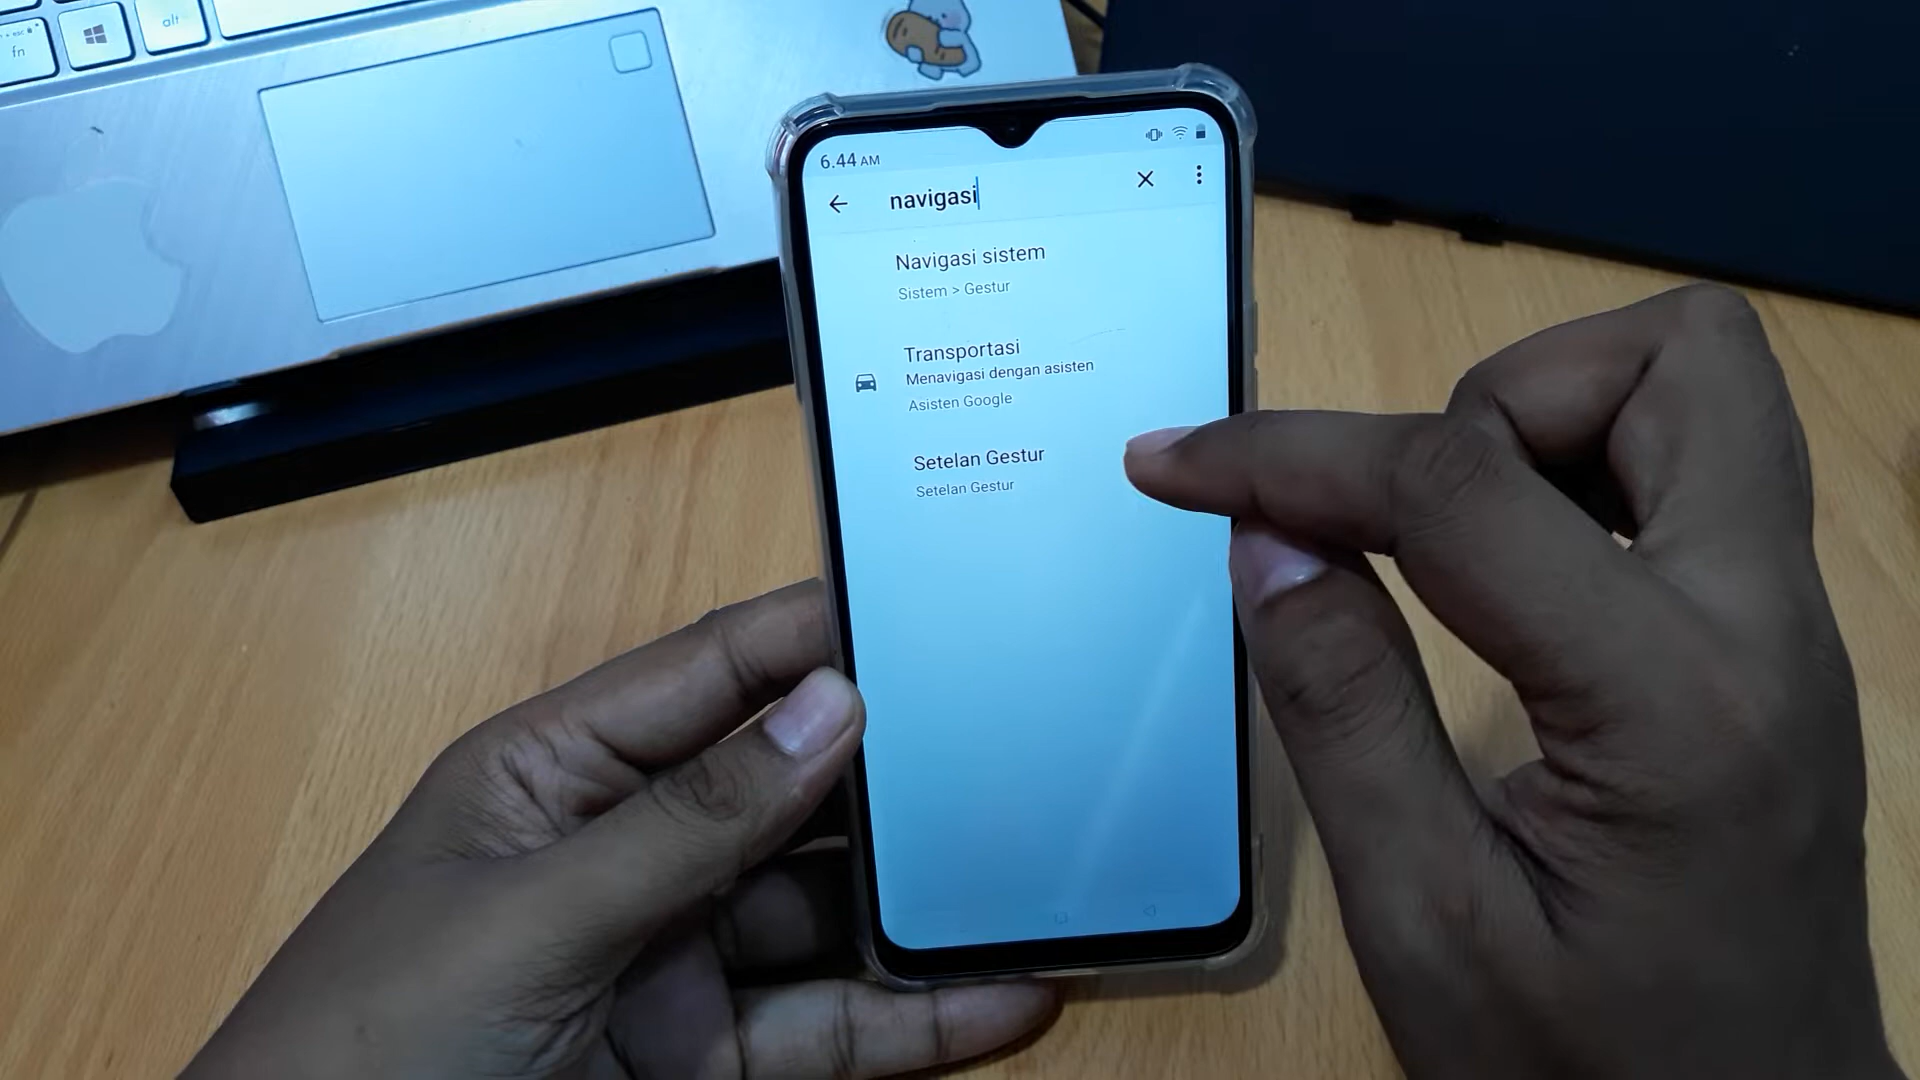 fn
alt
6.44 AM
navigasi
Navigasi sistem
Sistem > Gestur
Transportasi
Menavigasi dengan asisten
Asisten Google
Setelan Gestur
Setelan Gestur